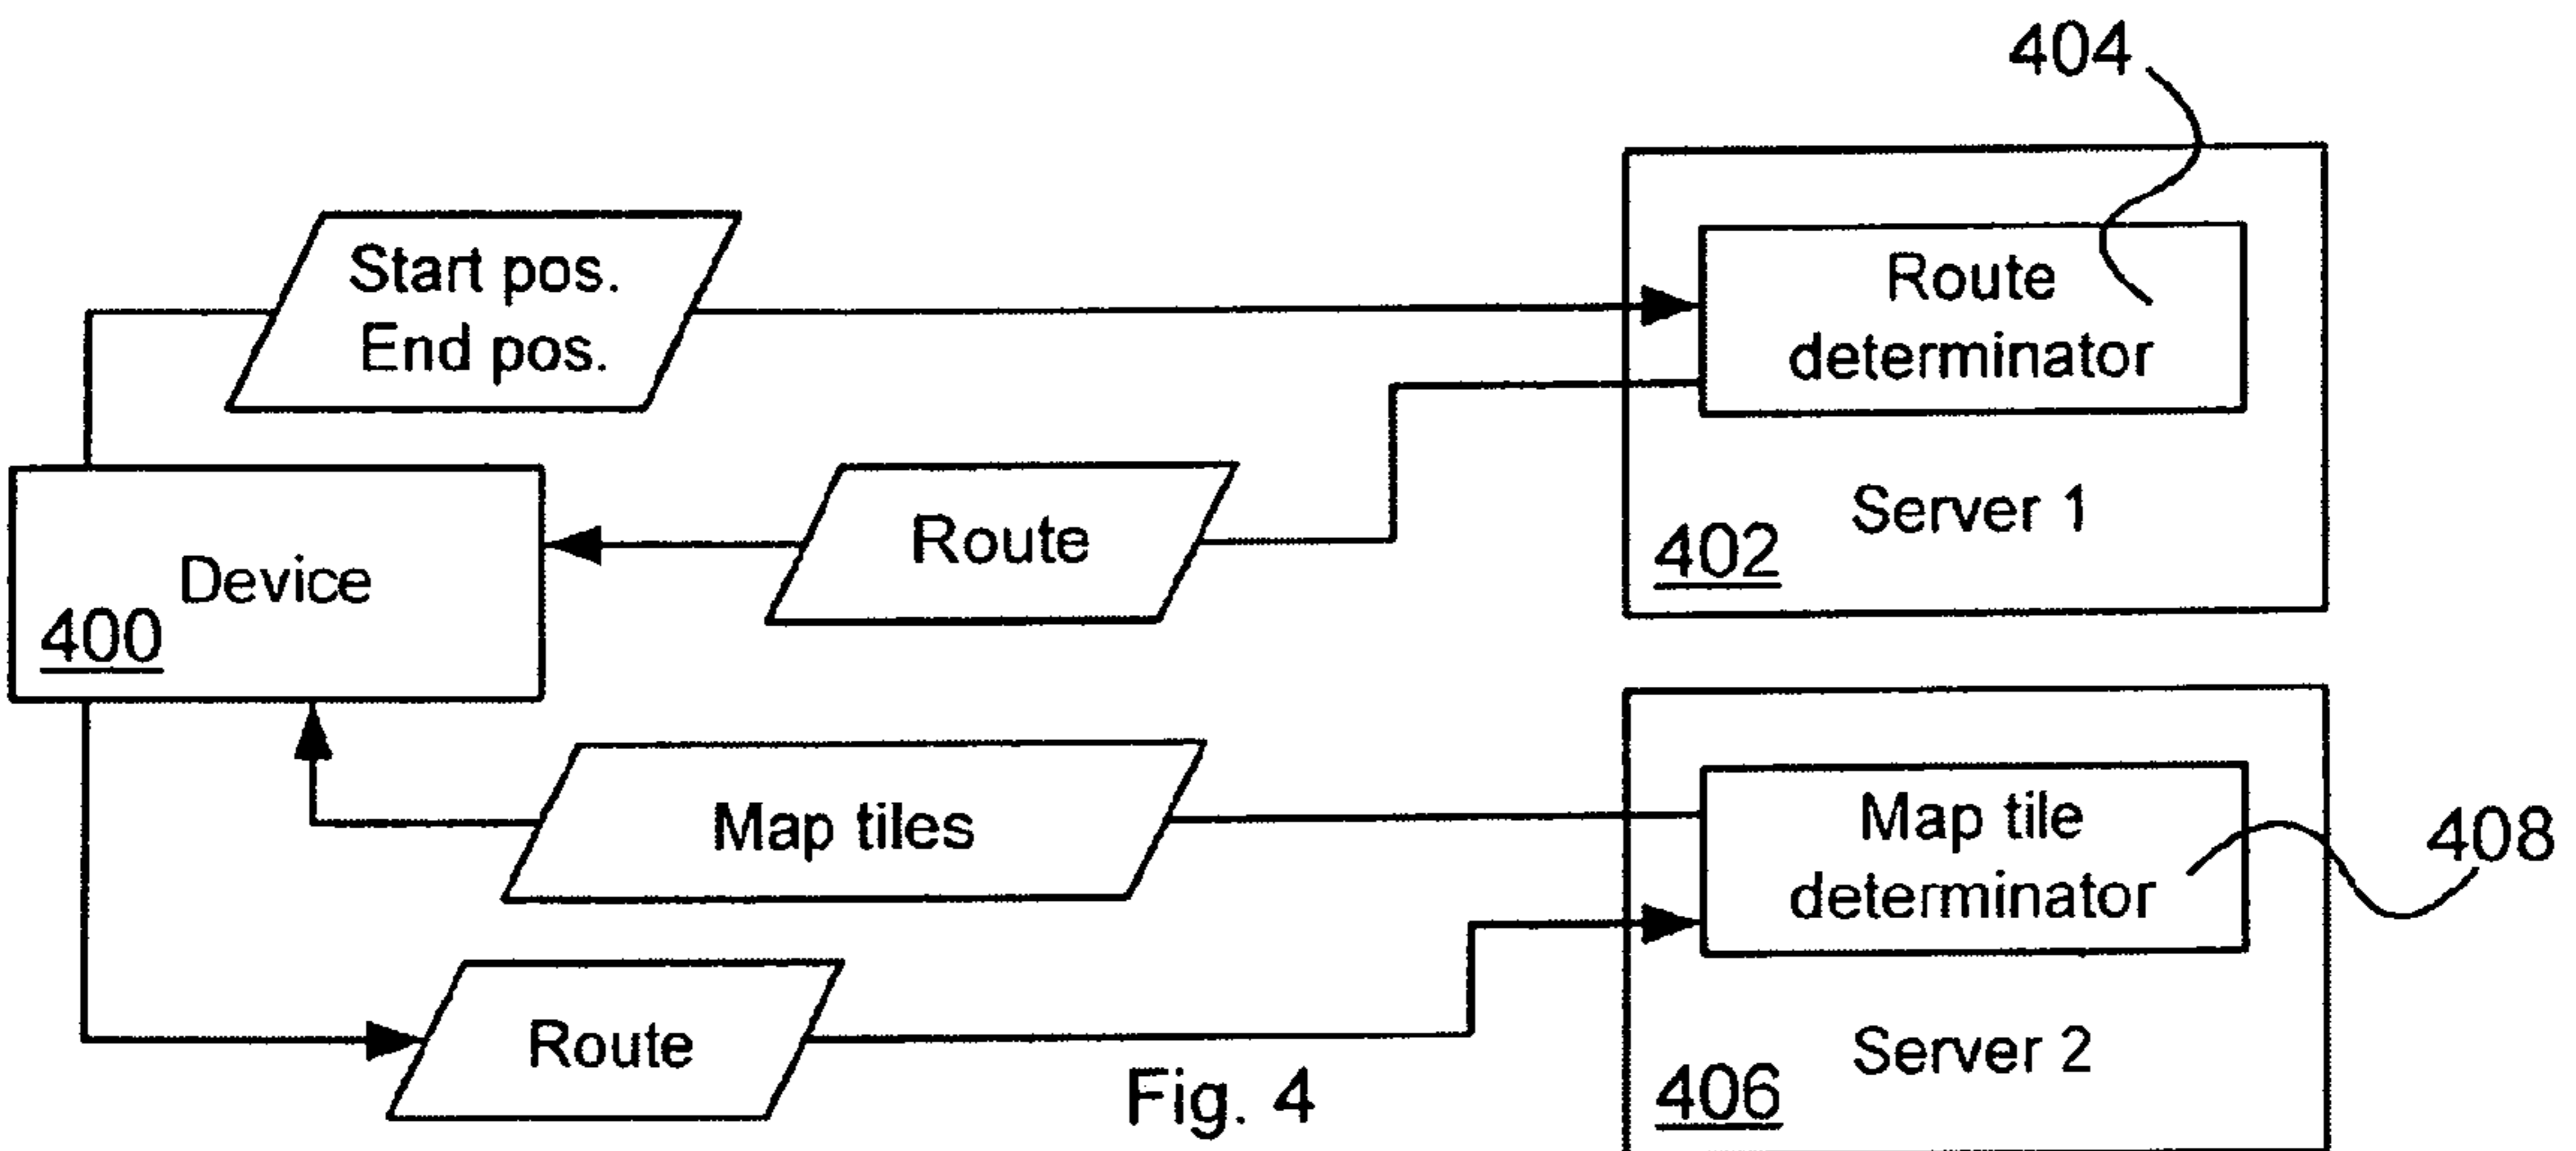 404
Start pos.
End pos.
Route
determinator
Server 1
402
Route
Device
400
Map tiles
Map tile
determinator
408
Route
Server 2
406
Fig. 4